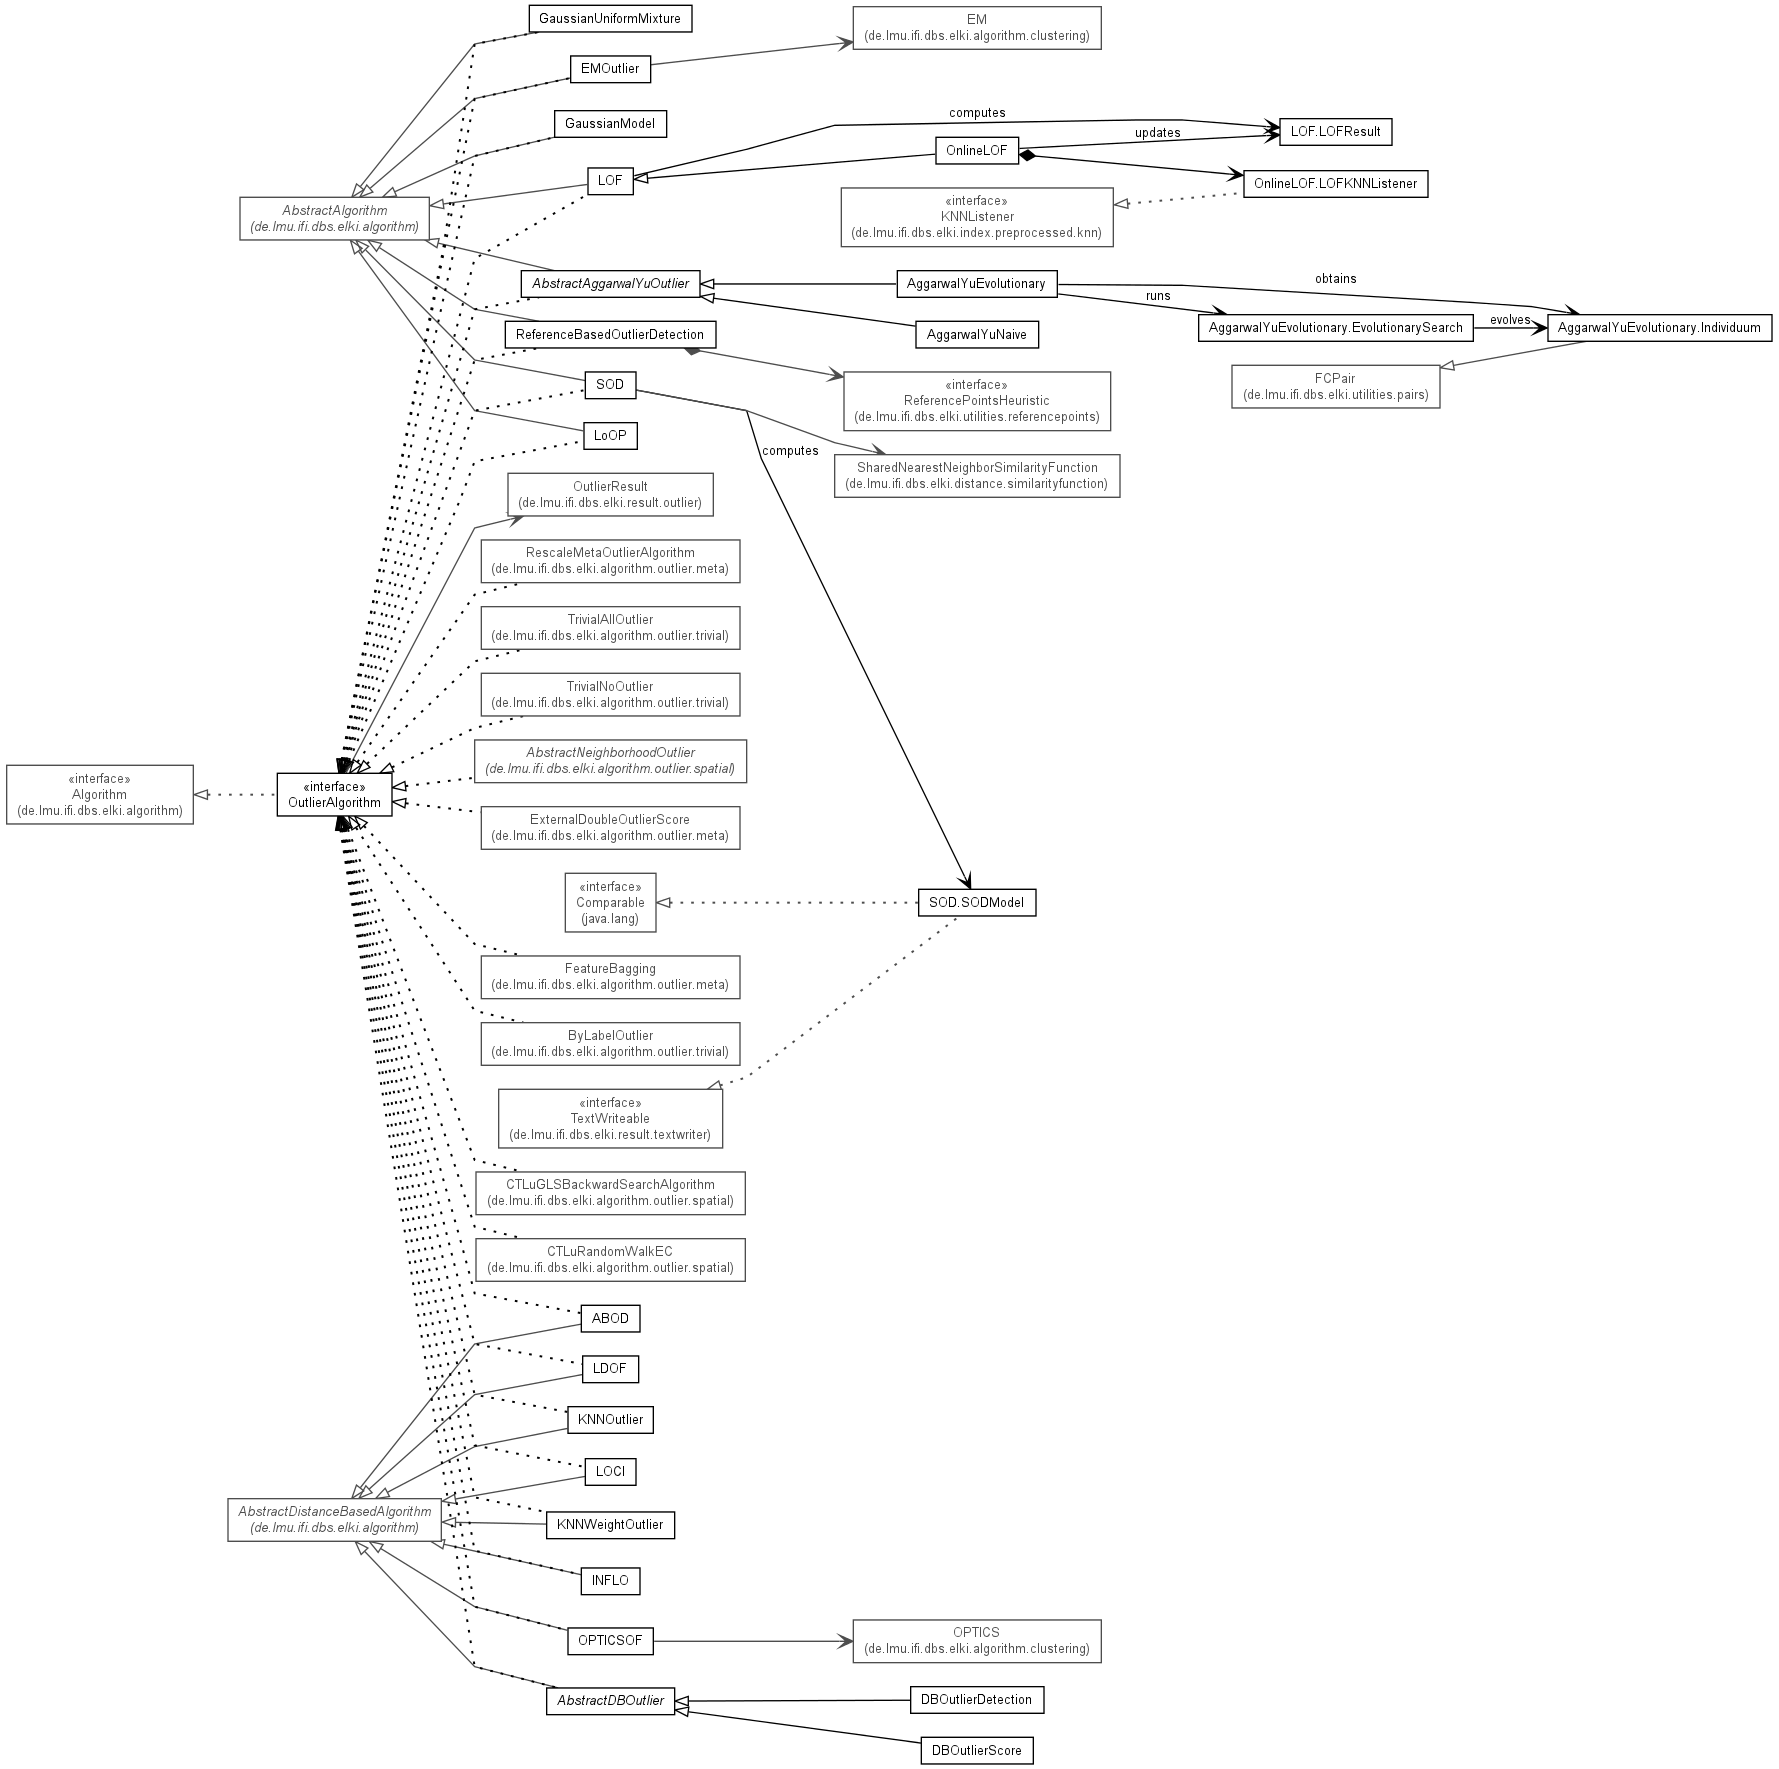 GaussianUniformMixture
EM
(de.lmu.ifi.dbs.elki.algorithm.clustering)
EMOutlier
GaussianModel
computes
LOF.LOFResult
updates
OnlineLOF
LOF
OnlineLOF.LOFKNNListener
«interface»
KNNListener
(de.lmu.ifi.dbs.elki.index.preprocessed.knn)
AbstractAlgorithm
(de.lmu.ifi.dbs.elki.algorithm)
AbstractAggarwalYuOutlier
AggarwalYuEvolutionary
obtains
runs
AggarwalYuEvolutionary.EvolutionarySearch
evolves
AggarwalYuEvolutionary.Individuum
ReferenceBasedOutlierDetection
AggarwalYuNaive
FCPair
(de.lmu.ifi.dbs.elki.utilities.pairs)
SOD
«interface»
ReferencePointsHeuristic
(de.lmu.ifi.dbs.elki.utilities.referencepoints)
LoOP
computes
SharedNearestNeighborSimilarityFunction
(de.lmu.ifi.dbs.elki.distance.similarityfunction)
OutlierResult
(de.lmu.ifi.dbs.elki.result.outlier)
RescaleMetaOutlierAlgorithm
(de.lmu.ifi.dbs.elki.algorithm.outlier.meta)
TrivialAllOutlier
(de.lmu.ifi.dbs.elki.algorithm.outlier.trivial)
TrivialNoOutlier
(de.lmu.ifi.dbs.elki.algorithm.outlier.trivial)
AbstractNeighborhoodOutlier
(de.lmu.ifi.dbs.elki.algorithm.outlier.spatial)
«interface»
Algorithm
(de.lmu.ifi.dbs.elki.algorithm)
«interface»
OutlierAlgorithm
ExternalDoubleOutlierScore
(de.lmu.ifi.dbs.elki.algorithm.outlier.meta)
«interface»
Comparable
(java.lang)
SOD.SODModel
FeatureBagging
(de.lmu.ifi.dbs.elki.algorithm.outlier.meta)
ByLabelOutlier
(de.lmu.ifi.dbs.elki.algorithm.outlier.trivial)
«interface»
TextWriteable
(de.lmu.ifi.dbs.elki.result.textwriter)
CTLuGLSBackwardSearchAlgorithm
(de.lmu.ifi.dbs.elki.algorithm.outlier.spatial)
CTLuRandomWalkEC
(de.lmu.ifi.dbs.elki.algorithm.outlier.spatial)
ABOD
LDOF
KNNOutlier
LOCI
AbstractDistanceBasedAlgorithm
(de.lmu.ifi.dbs.elki.algorithm)
KNNWeightOutlier
INFLO
OPTICSOF
OPTICS
(de.lmu.ifi.dbs.elki.algorithm.clustering)
AbstractDBOutlier
DBOutlierDetection
DBOutlierScore